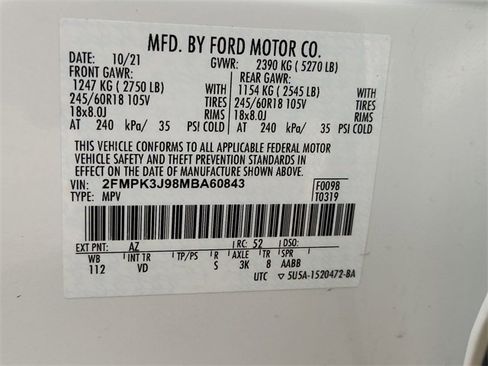 MFD. BY FORD MOTOR CO.
DATE: 10/21 GVWR: 2390 KG (5270 LB)
FRONT GAWR: REAR GAWR:
1247 KG (2750 LB) WITH 1154 KG (2545 LB) WITH
245/60R18 105V TIRES 245/60R18 105V TIRES
18x8.0J RIMS 18x8.0J RIMS
AT 240 kPa/ 35 PSI COLD AT 240 kPa/ 35 PSI COLD
THIS VEHICLE CONFORMS TO ALL APPLICABLE FEDERAL MOTOR
VEHICLE SAFETY AND THEFT PREVENTION STANDARDS IN
EFFECT ON THE DATE OF MANUFACTURE SHOWN ABOVE.
VIN: 2FMPK3J98MBA60843 F0098
TYPE: MPV T0319
EXT PNT: AZ RC: 52 DSO:
WB INT TR TP/PS R AXLE TR SPR
112 VD S 3K 8 AABB
UTC ▽ 5U5A-1520472-BA